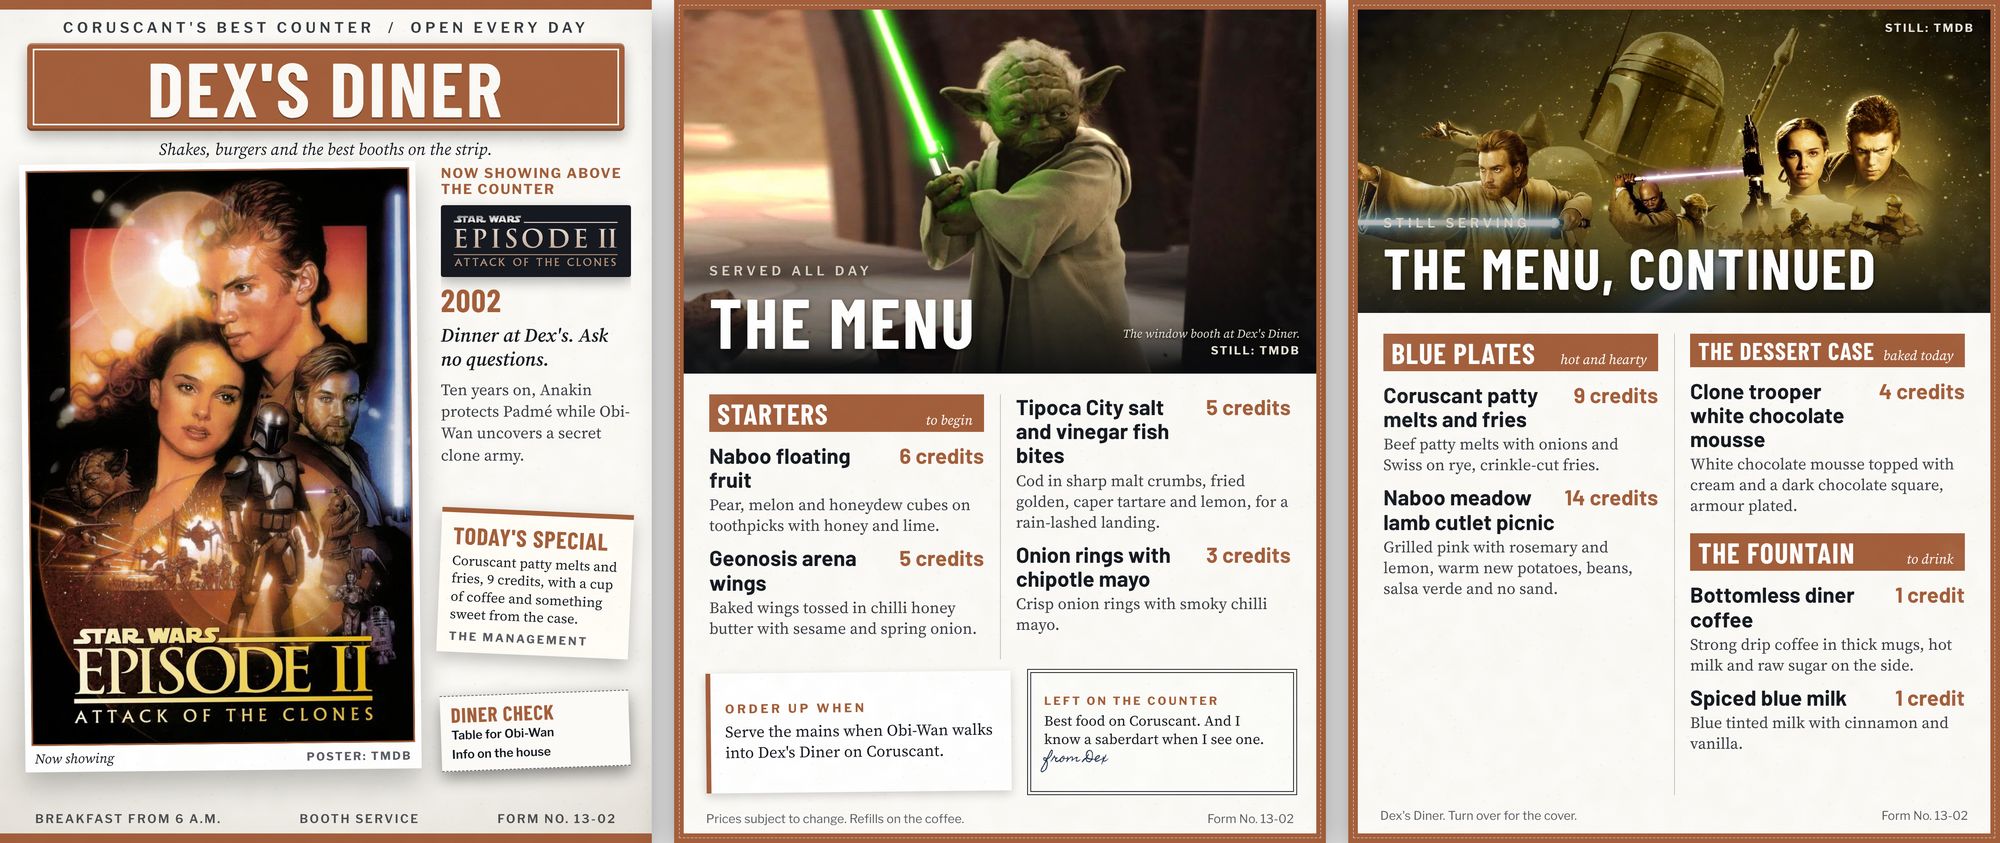 CORUSCANT'S BEST COUNTER / OPEN EVERY DAY
DEX'S DINER
Shakes, burgers and the best booths on the strip.
STAR WARS
EPISODE II
ATTACK OF THE CLONES
Now showing
POSTER: TMDB
NOW SHOWING ABOVE
THE COUNTER
STAR WARS
EPISODE II
ATTACK OF THE CLONES
2002
Dinner at Dex's. Ask
no questions.
Ten years on, Anakin
protects Padmé while Obi-
Wan uncovers a secret
clone army.
TODAY'S SPECIAL
Coruscant patty melts and
fries, 9 credits, with a cup
of coffee and something
sweet from the case.
THE MANAGEMENT
DINER CHECK
Table for Obi-Wan
Info on the house
BREAKFAST FROM 6 A.M.
BOOTH SERVICE
FORM NO. 13-02
SERVED ALL DAY
THE MENU
The window booth at Dex's Diner.
STILL: TMDB
STARTERS
to begin
Naboo floating
fruit
6 credits
Pear, melon and honeydew cubes on
toothpicks with honey and lime.
Geonosis arena
wings
5 credits
Baked wings tossed in chilli honey
butter with sesame and spring onion.
Tipoca City salt
and vinegar fish
bites
5 credits
Cod in sharp malt crumbs, fried
golden, caper tartare and lemon, for a
rain-lashed landing.
Onion rings with
chipotle mayo
3 credits
Crisp onion rings with smoky chilli
mayo.
ORDER UP WHEN
Serve the mains when Obi-Wan walks
into Dex's Diner on Coruscant.
LEFT ON THE COUNTER
Best food on Coruscant. And I
know a saberdart when I see one.
from Dex
Prices subject to change. Refills on the coffee.
Form No. 13-02
STILL: TMDB
STILL SERVING
THE MENU, CONTINUED
BLUE PLATES
hot and hearty
Coruscant patty
melts and fries
9 credits
Beef patty melts with onions and
Swiss on rye, crinkle-cut fries.
Naboo meadow
lamb cutlet picnic
14 credits
Grilled pink with rosemary and
lemon, warm new potatoes, beans,
salsa verde and no sand.
THE DESSERT CASE
baked today
Clone trooper
white chocolate
mousse
4 credits
White chocolate mousse topped with
cream and a dark chocolate square,
armour plated.
THE FOUNTAIN
to drink
Bottomless diner
coffee
1 credit
Strong drip coffee in thick mugs, hot
milk and raw sugar on the side.
Spiced blue milk
1 credit
Blue tinted milk with cinnamon and
vanilla.
Dex's Diner. Turn over for the cover.
Form No. 13-02